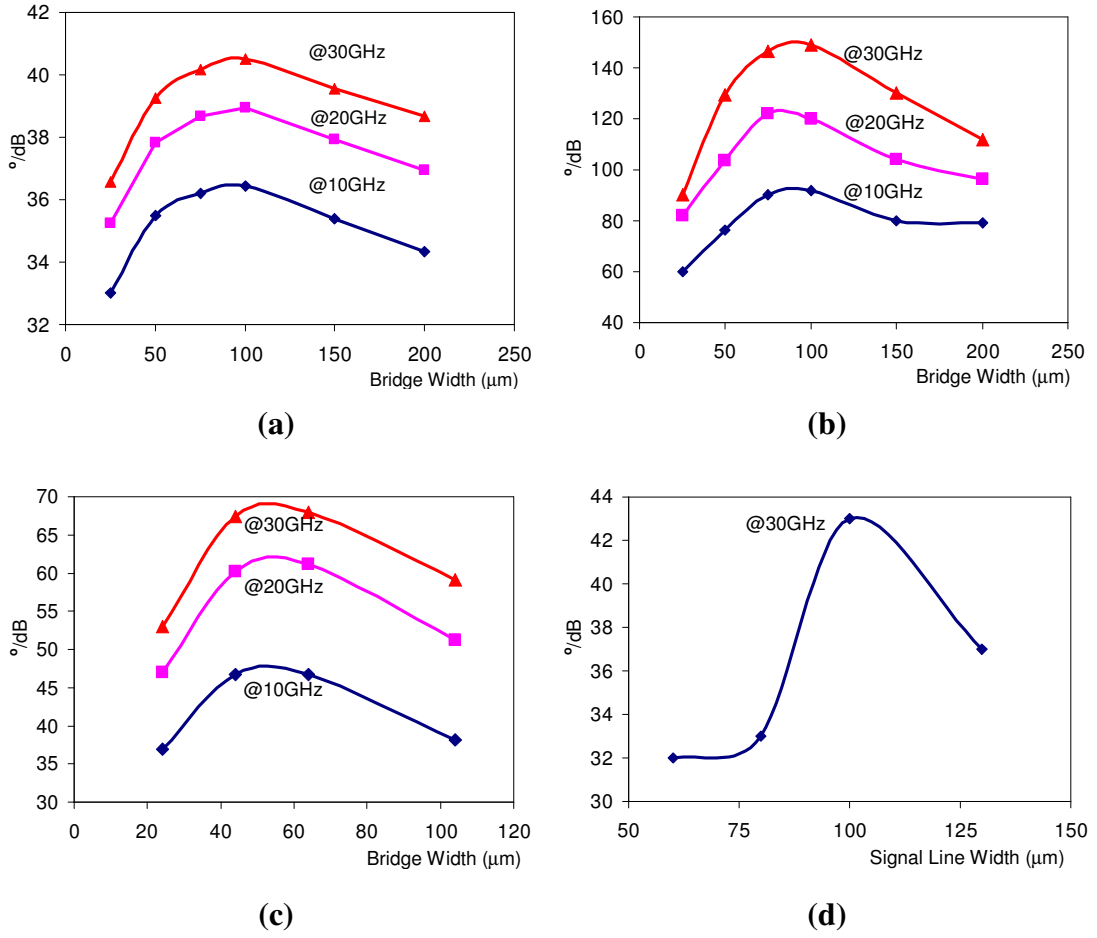 42
40
38
36
34
32
°/dB
@30GHz
@20GHz
@10GHz
0 50 100 150 200 250
Bridge Width (μm)
(a)
160
140
120
100
80
60
40
°/dB
@30GHz
@20GHz
@10GHz
0 50 100 150 200 250
Bridge Width (μm)
(b)
70
65
60
55
50
45
40
35
30
°/dB
@30GHz
@20GHz
@10GHz
0 20 40 60 80 100 120
Bridge Width (μm)
(c)
44
42
40
38
36
34
32
30
°/dB
@30GHz
50 75 100 125 150
Signal Line Width (μm)
(d)